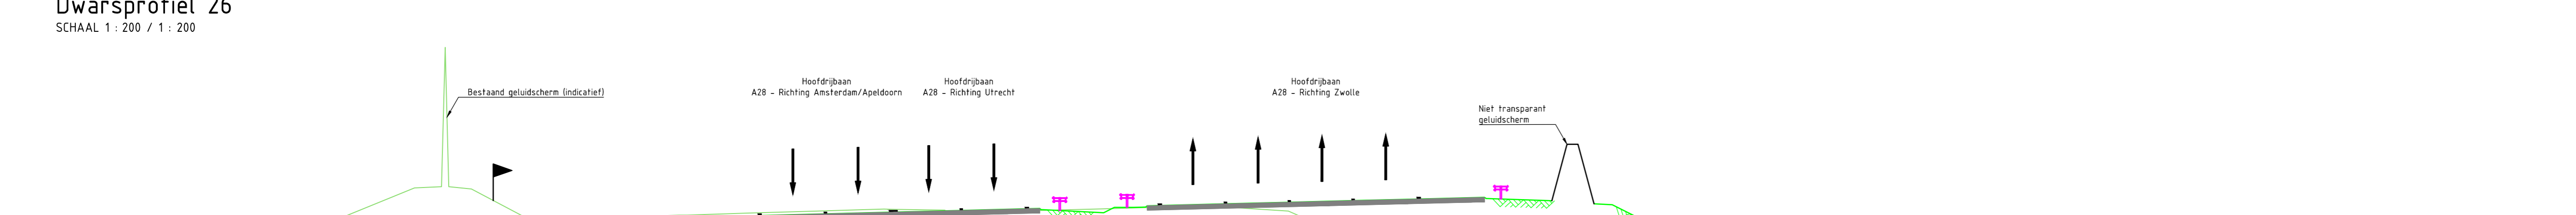 Dwarsprofiel 26
SCHAAL 1 : 200 / 1 : 200
Bestaand geluidscherm (indicatief)
Hoofdrijbaan
A28 - Richting Amsterdam/Apeldoorn
Hoofdrijbaan
A28 - Richting Utrecht
Hoofdrijbaan
A28 - Richting Zwolle
Niet transparant
geluidscherm